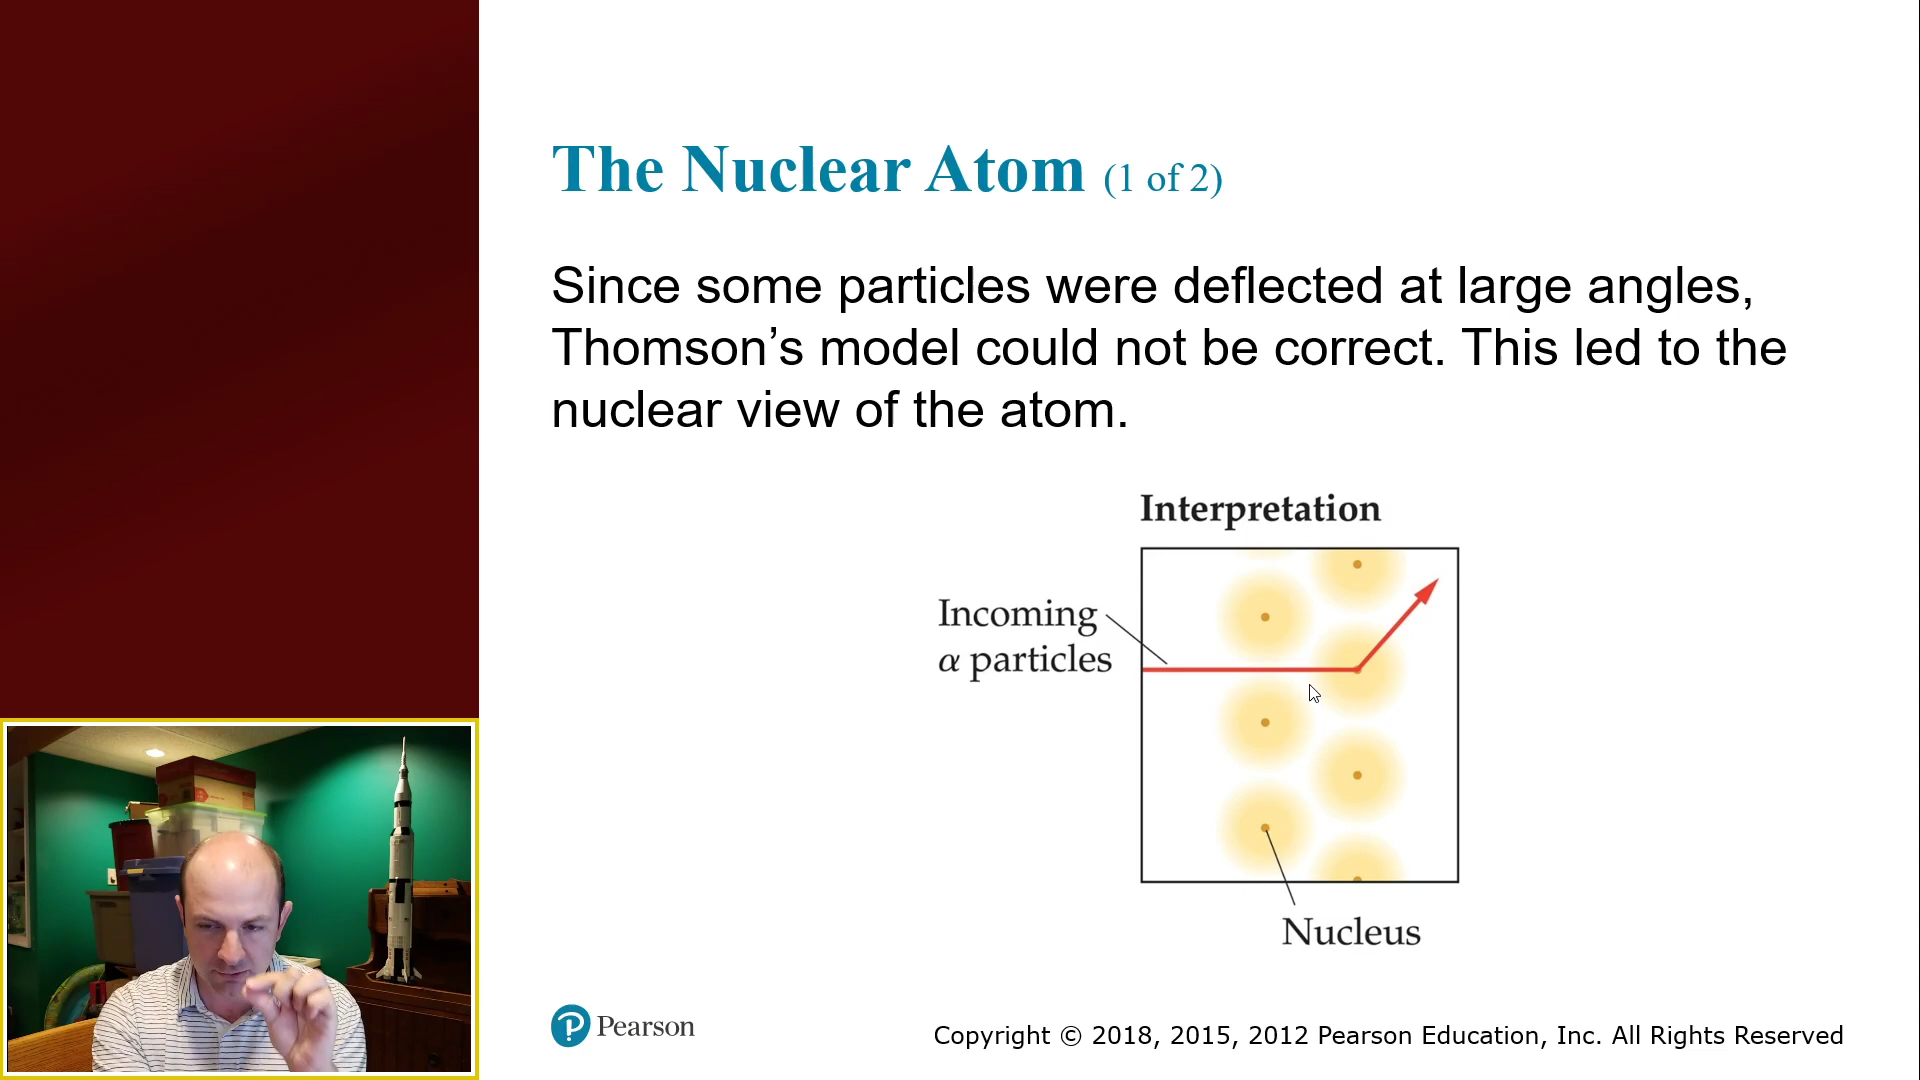 The Nuclear Atom (1 of 2)
Since some particles were deflected at large angles,
Thomson’s model could not be correct. This led to the
nuclear view of the atom.
Interpretation
Incoming
α particles
Nucleus
Pearson
Copyright © 2018, 2015, 2012 Pearson Education, Inc. All Rights Reserved